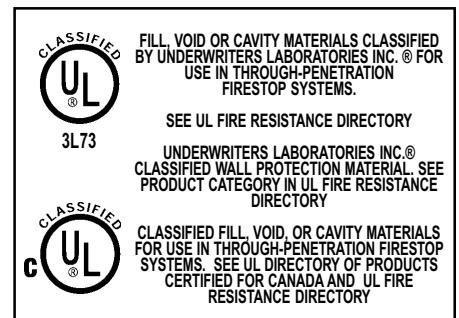 CLASSIFIED
UL
®
3L73
FILL, VOID OR CAVITY MATERIALS CLASSIFIED
BY UNDERWRITERS LABORATORIES INC. ® FOR
USE IN THROUGH-PENETRATION
FIRESTOP SYSTEMS.
SEE UL FIRE RESISTANCE DIRECTORY
UNDERWRITERS LABORATORIES INC.®
CLASSIFIED WALL PROTECTION MATERIAL. SEE
PRODUCT CATEGORY IN UL FIRE RESISTANCE
DIRECTORY
CLASSIFIED
C
UL
®
CLASSIFIED FILL, VOID, OR CAVITY MATERIALS
FOR USE IN THROUGH-PENETRATION FIRESTOP
SYSTEMS. SEE UL DIRECTORY OF PRODUCTS
CERTIFIED FOR CANADA AND UL FIRE
RESISTANCE DIRECTORY